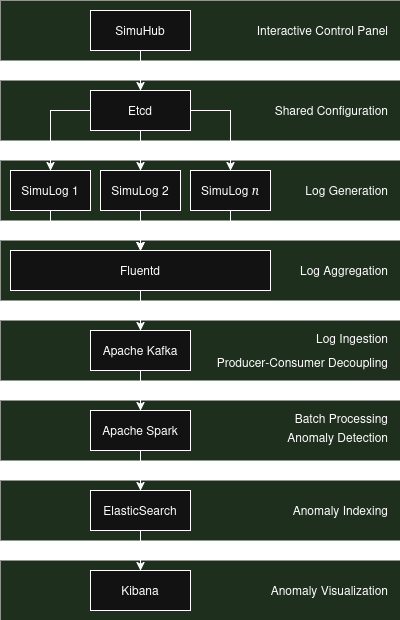 SimuHub
Interactive Control Panel
Etcd
Shared Configuration
SimuLog 1
SimuLog 2
SimuLog n
Log Generation
Fluentd
Log Aggregation
Apache Kafka
Log Ingestion
Producer-Consumer Decoupling
Apache Spark
Batch Processing
Anomaly Detection
ElasticSearch
Anomaly Indexing
Kibana
Anomaly Visualization